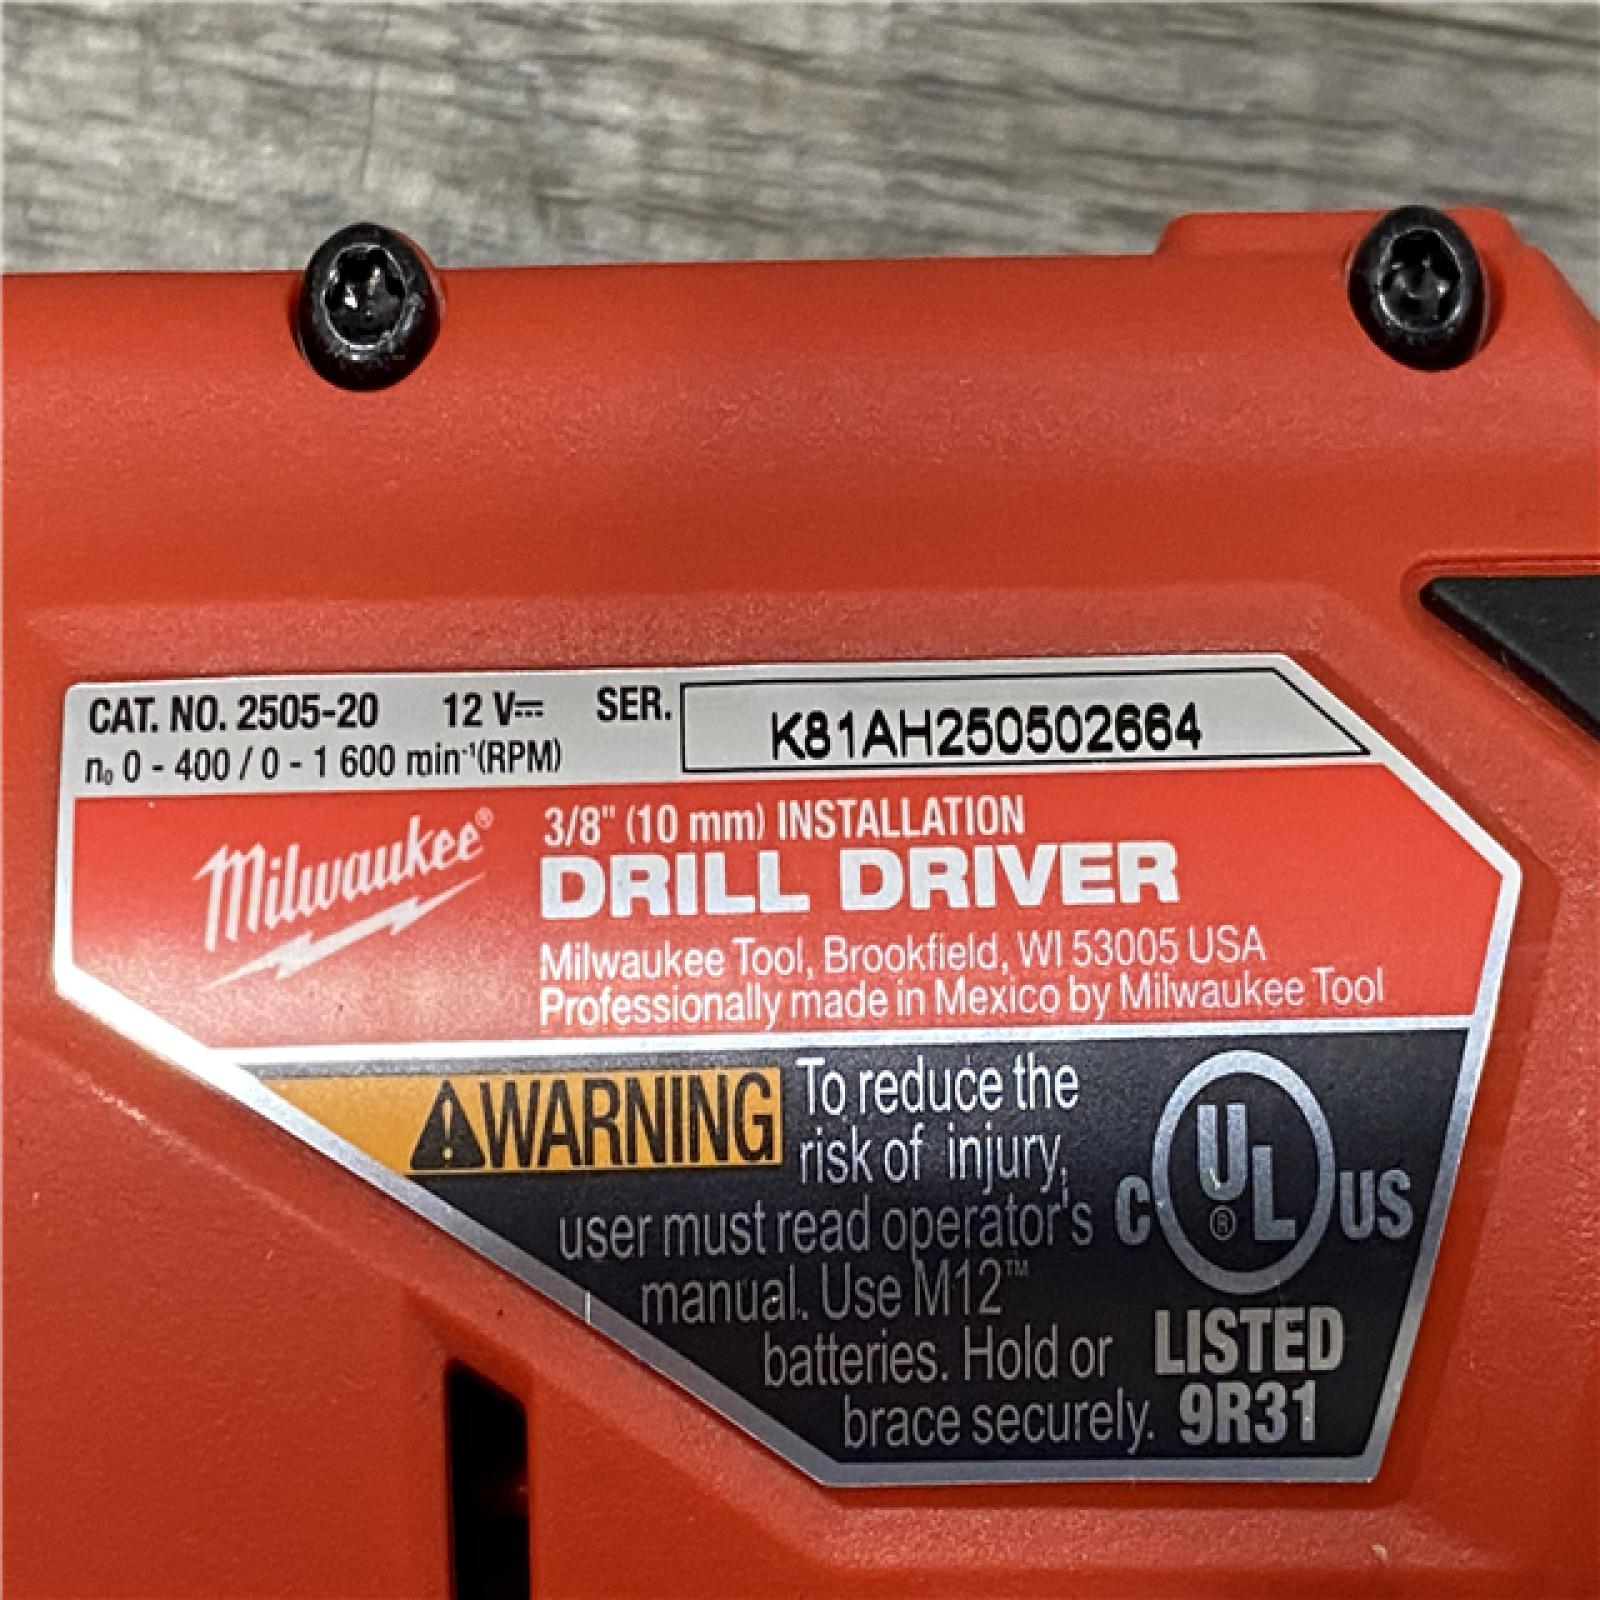 CAT. NO. 2505-20 12 V⎓ SER. K81AH250502664
n₀ 0 - 400 / 0 - 1 600 min⁻¹(RPM)
Milwaukee®
3/8" (10 mm) INSTALLATION
DRILL DRIVER
Milwaukee Tool, Brookfield, WI 53005 USA
Professionally made in Mexico by Milwaukee Tool
⚠WARNING To reduce the
risk of injury,
user must read operator's
manual. Use M12™
batteries. Hold or
brace securely.
C UL® US
LISTED
9R31